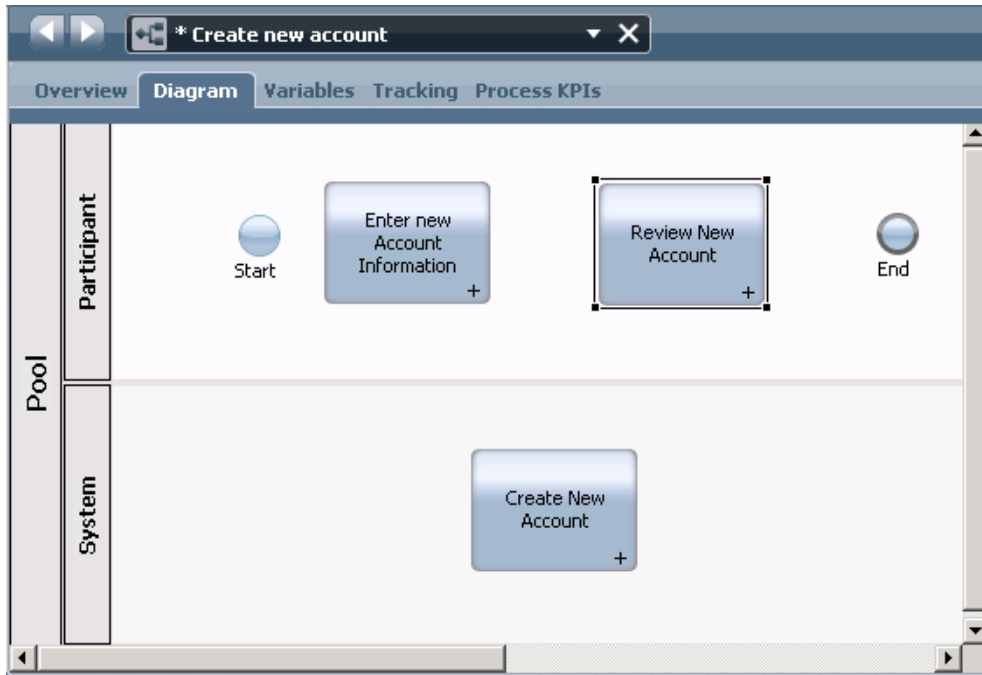 * Create new account
Overview Diagram Variables Tracking Process KPIs
Pool
Participant
Start
Enter new
Account
Information
+
Review New
Account
+
End
System
Create New
Account
+